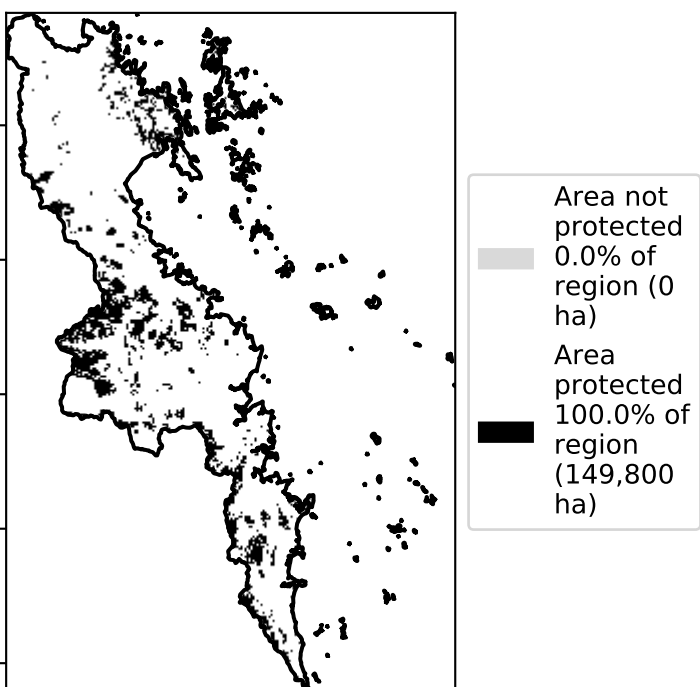 Area not
protected
0.0% of
region (0
ha)
Area
protected
100.0% of
region
(149,800
ha)